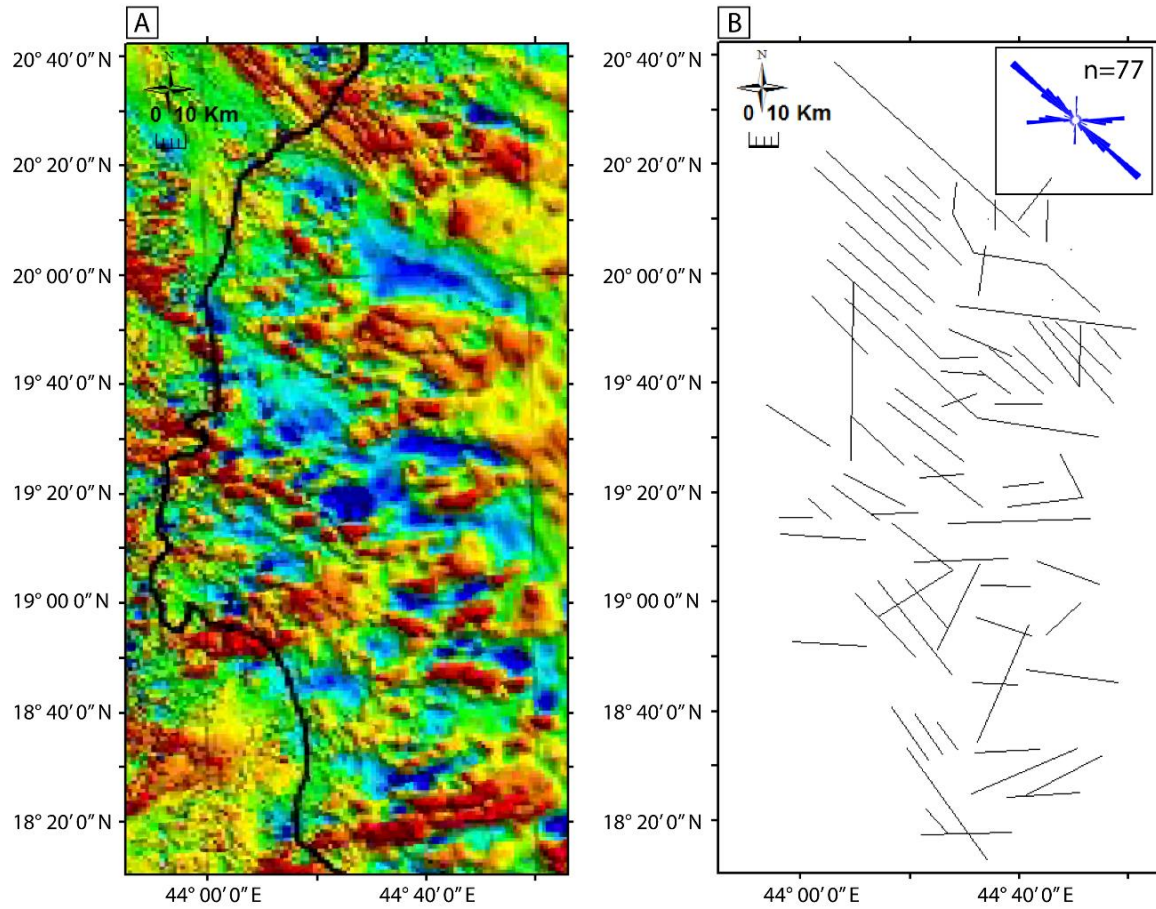 A
B
20° 40′ 0″ N
20° 20′ 0″ N
20° 00′ 0″ N
19° 40′ 0″ N
19° 20′ 0″ N
19° 00′ 0″ N
18° 40′ 0″ N
18° 20′ 0″ N
N
0 10 Km
44° 00′ 0″ E
44° 40′ 0″ E
20° 40′ 0″ N
20° 20′ 0″ N
20° 00′ 0″ N
19° 40′ 0″ N
19° 20′ 0″ N
19° 00′ 0″ N
18° 40′ 0″ N
18° 20′ 0″ N
N
0 10 Km
n=77
44° 00′ 0″ E
44° 40′ 0″ E